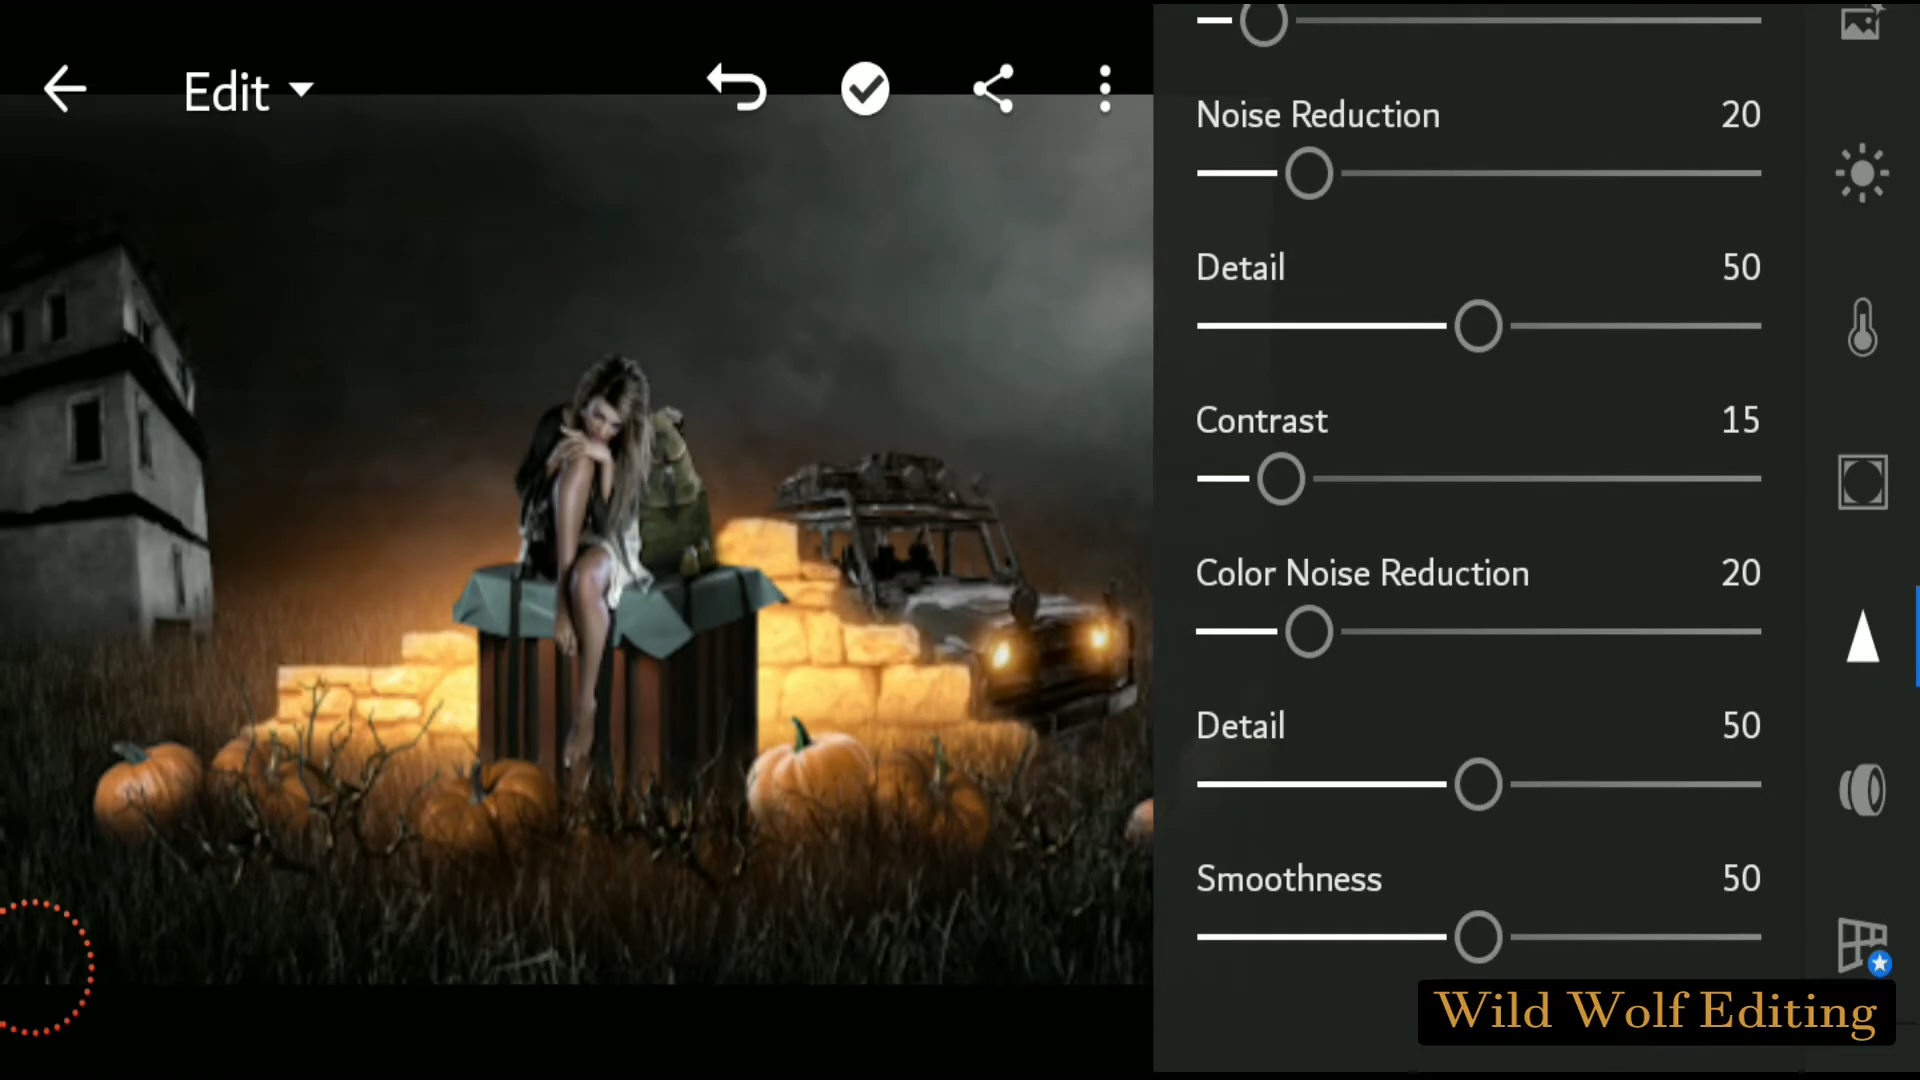 Edit
Noise Reduction 20
Detail 50
Contrast 15
Color Noise Reduction 20
Detail 50
Smoothness 50
Wild Wolf Editing